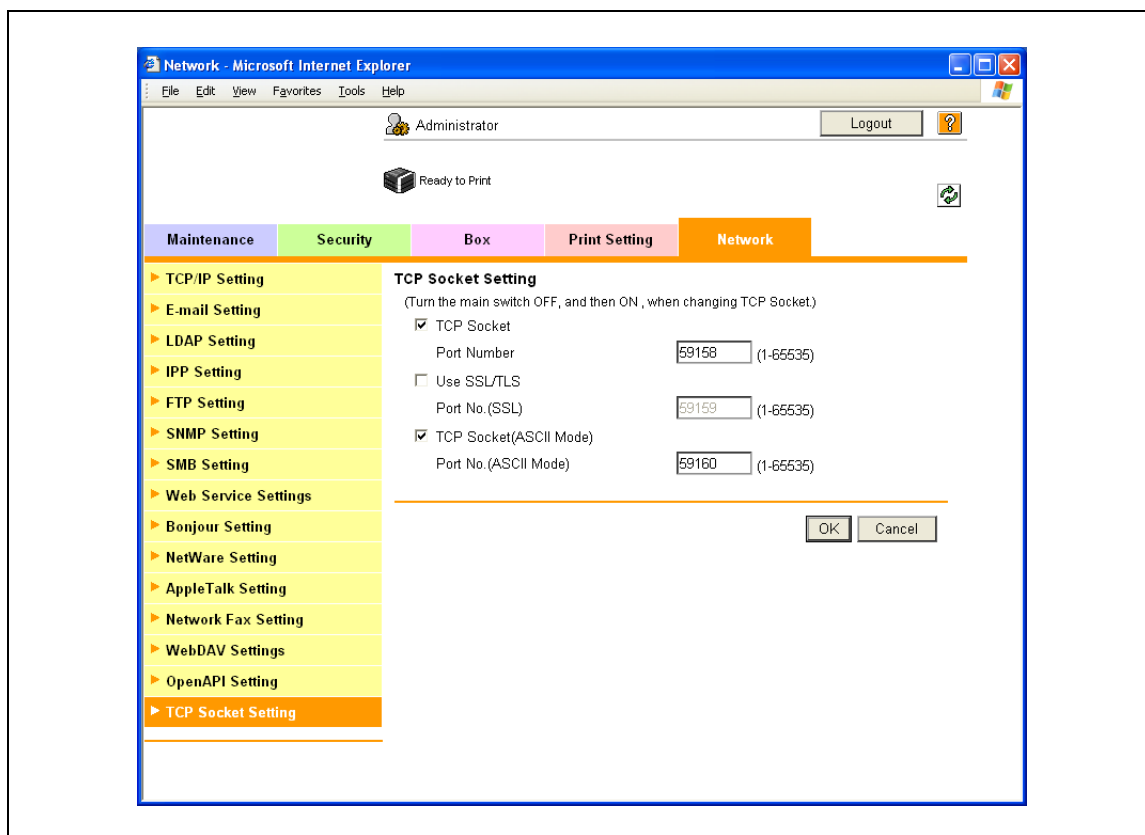 Network - Microsoft Internet Explorer
File Edit View Favorites Tools Help
Administrator Logout ?
Ready to Print
Maintenance Security Box Print Setting Network
TCP/IP Setting
E-mail Setting
LDAP Setting
IPP Setting
FTP Setting
SNMP Setting
SMB Setting
Web Service Settings
Bonjour Setting
NetWare Setting
AppleTalk Setting
Network Fax Setting
WebDAV Settings
OpenAPI Setting
TCP Socket Setting
TCP Socket Setting
(Turn the main switch OFF, and then ON , when changing TCP Socket.)
TCP Socket
Port Number 59158 (1-65535)
Use SSL/TLS
Port No.(SSL) 59159 (1-65535)
TCP Socket(ASCII Mode)
Port No.(ASCII Mode) 59160 (1-65535)
OK Cancel